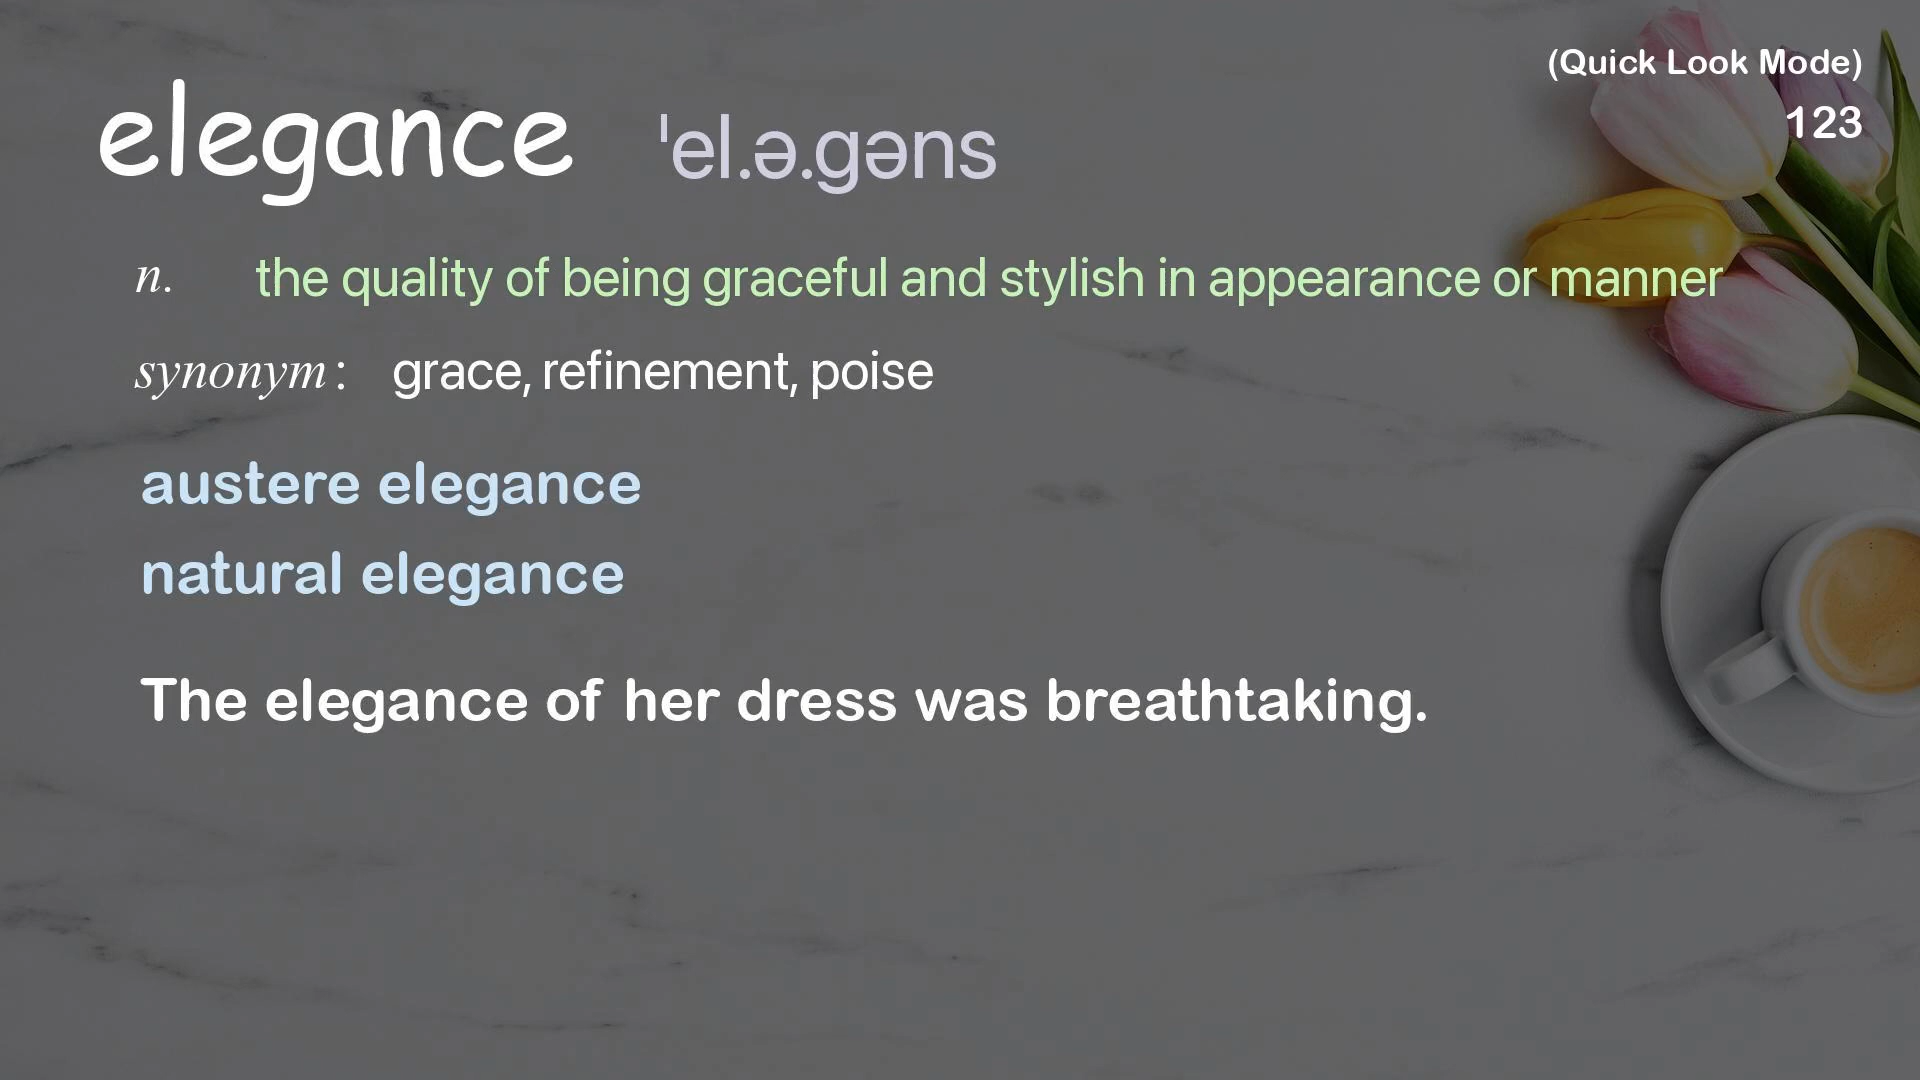 (Quick Look Mode)
123
elegance ˈel.ə.gəns
n. the quality of being graceful and stylish in appearance or manner
synonym: grace, refinement, poise
austere elegance
natural elegance
The elegance of her dress was breathtaking.